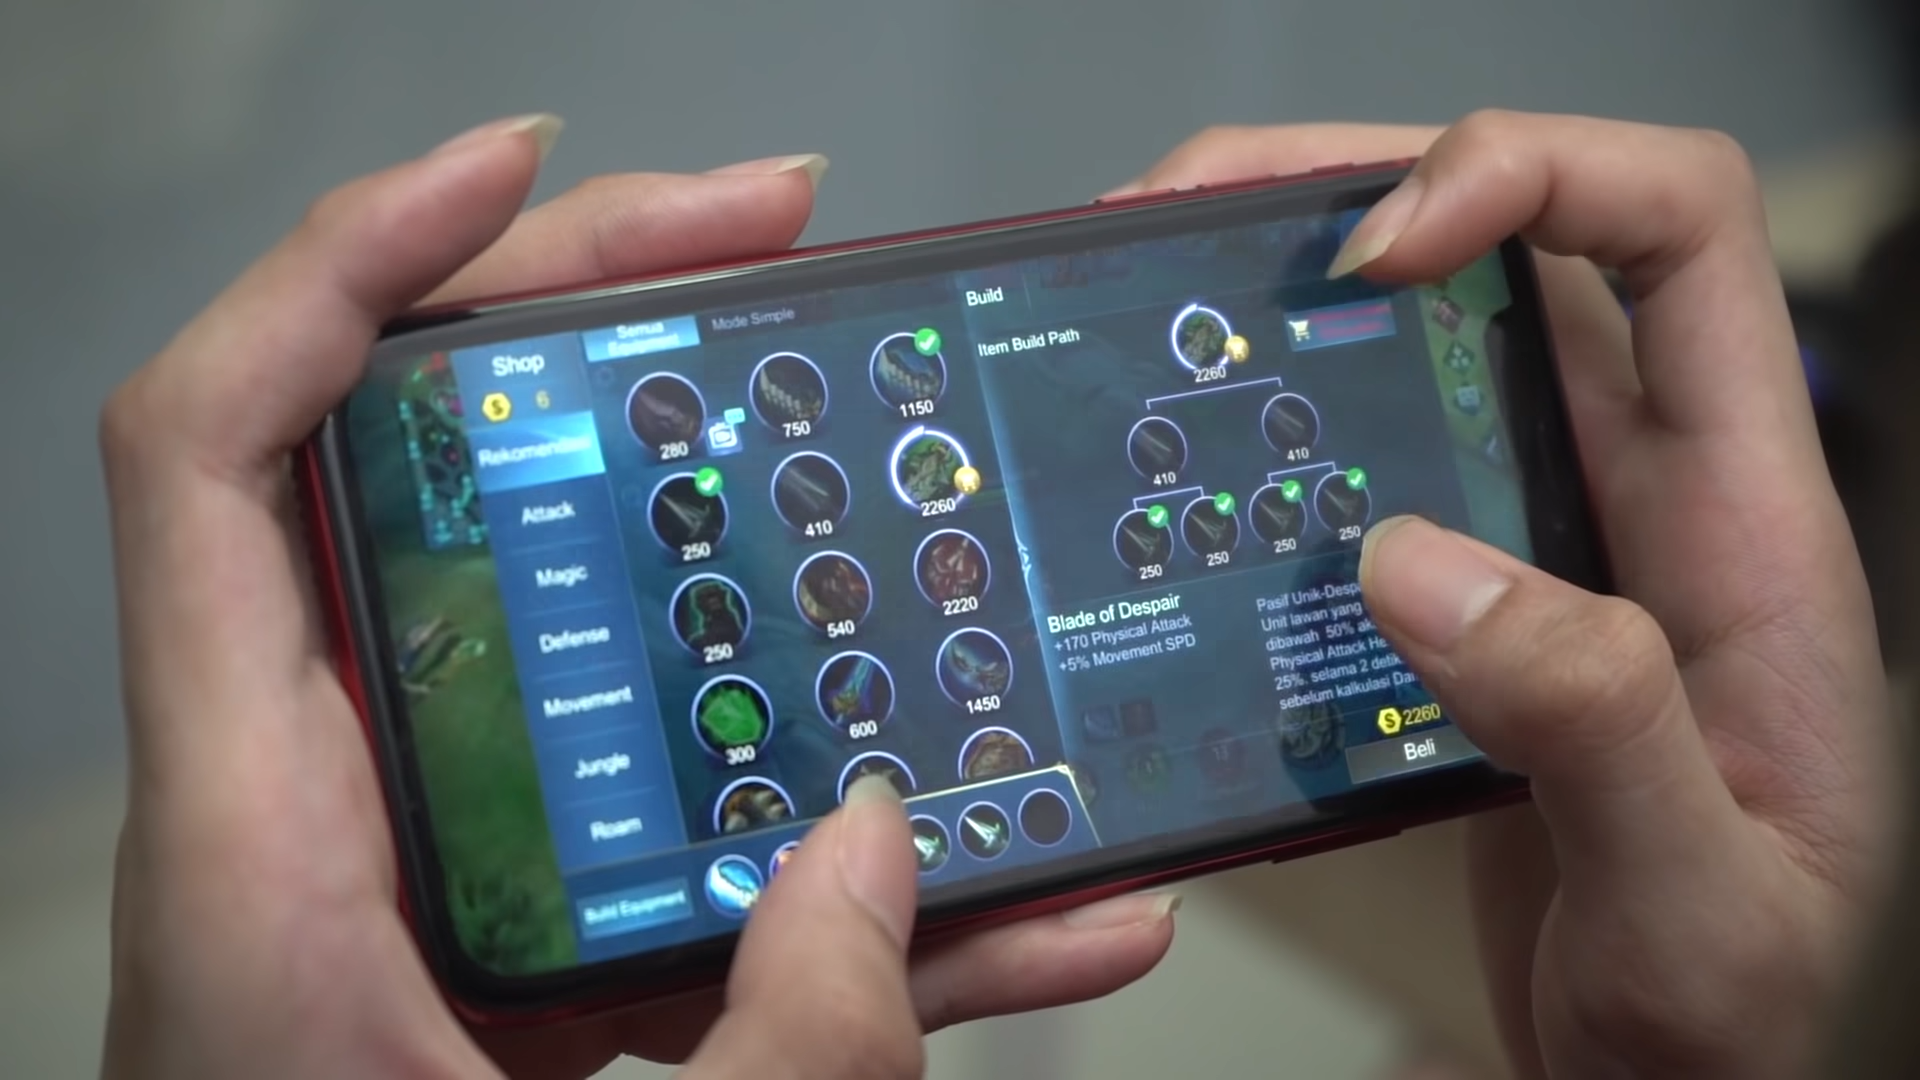 Shop
6
Semua
Equipment
Mode Simple
Attack
Magic
Defense
Movement
Jungle
Roam
Build Equipment
280
750
1150
250
410
2260
250
540
2220
300
600
1450
Build
Item Build Path
2260
410
410
250
250
250
250
Blade of Despair
+170 Physical Attack
+5% Movement SPD
Unit lawan yang
dibawah 50%
Physical Attack
25%. selama 2
sebelum kalkulasi
2260
Beli